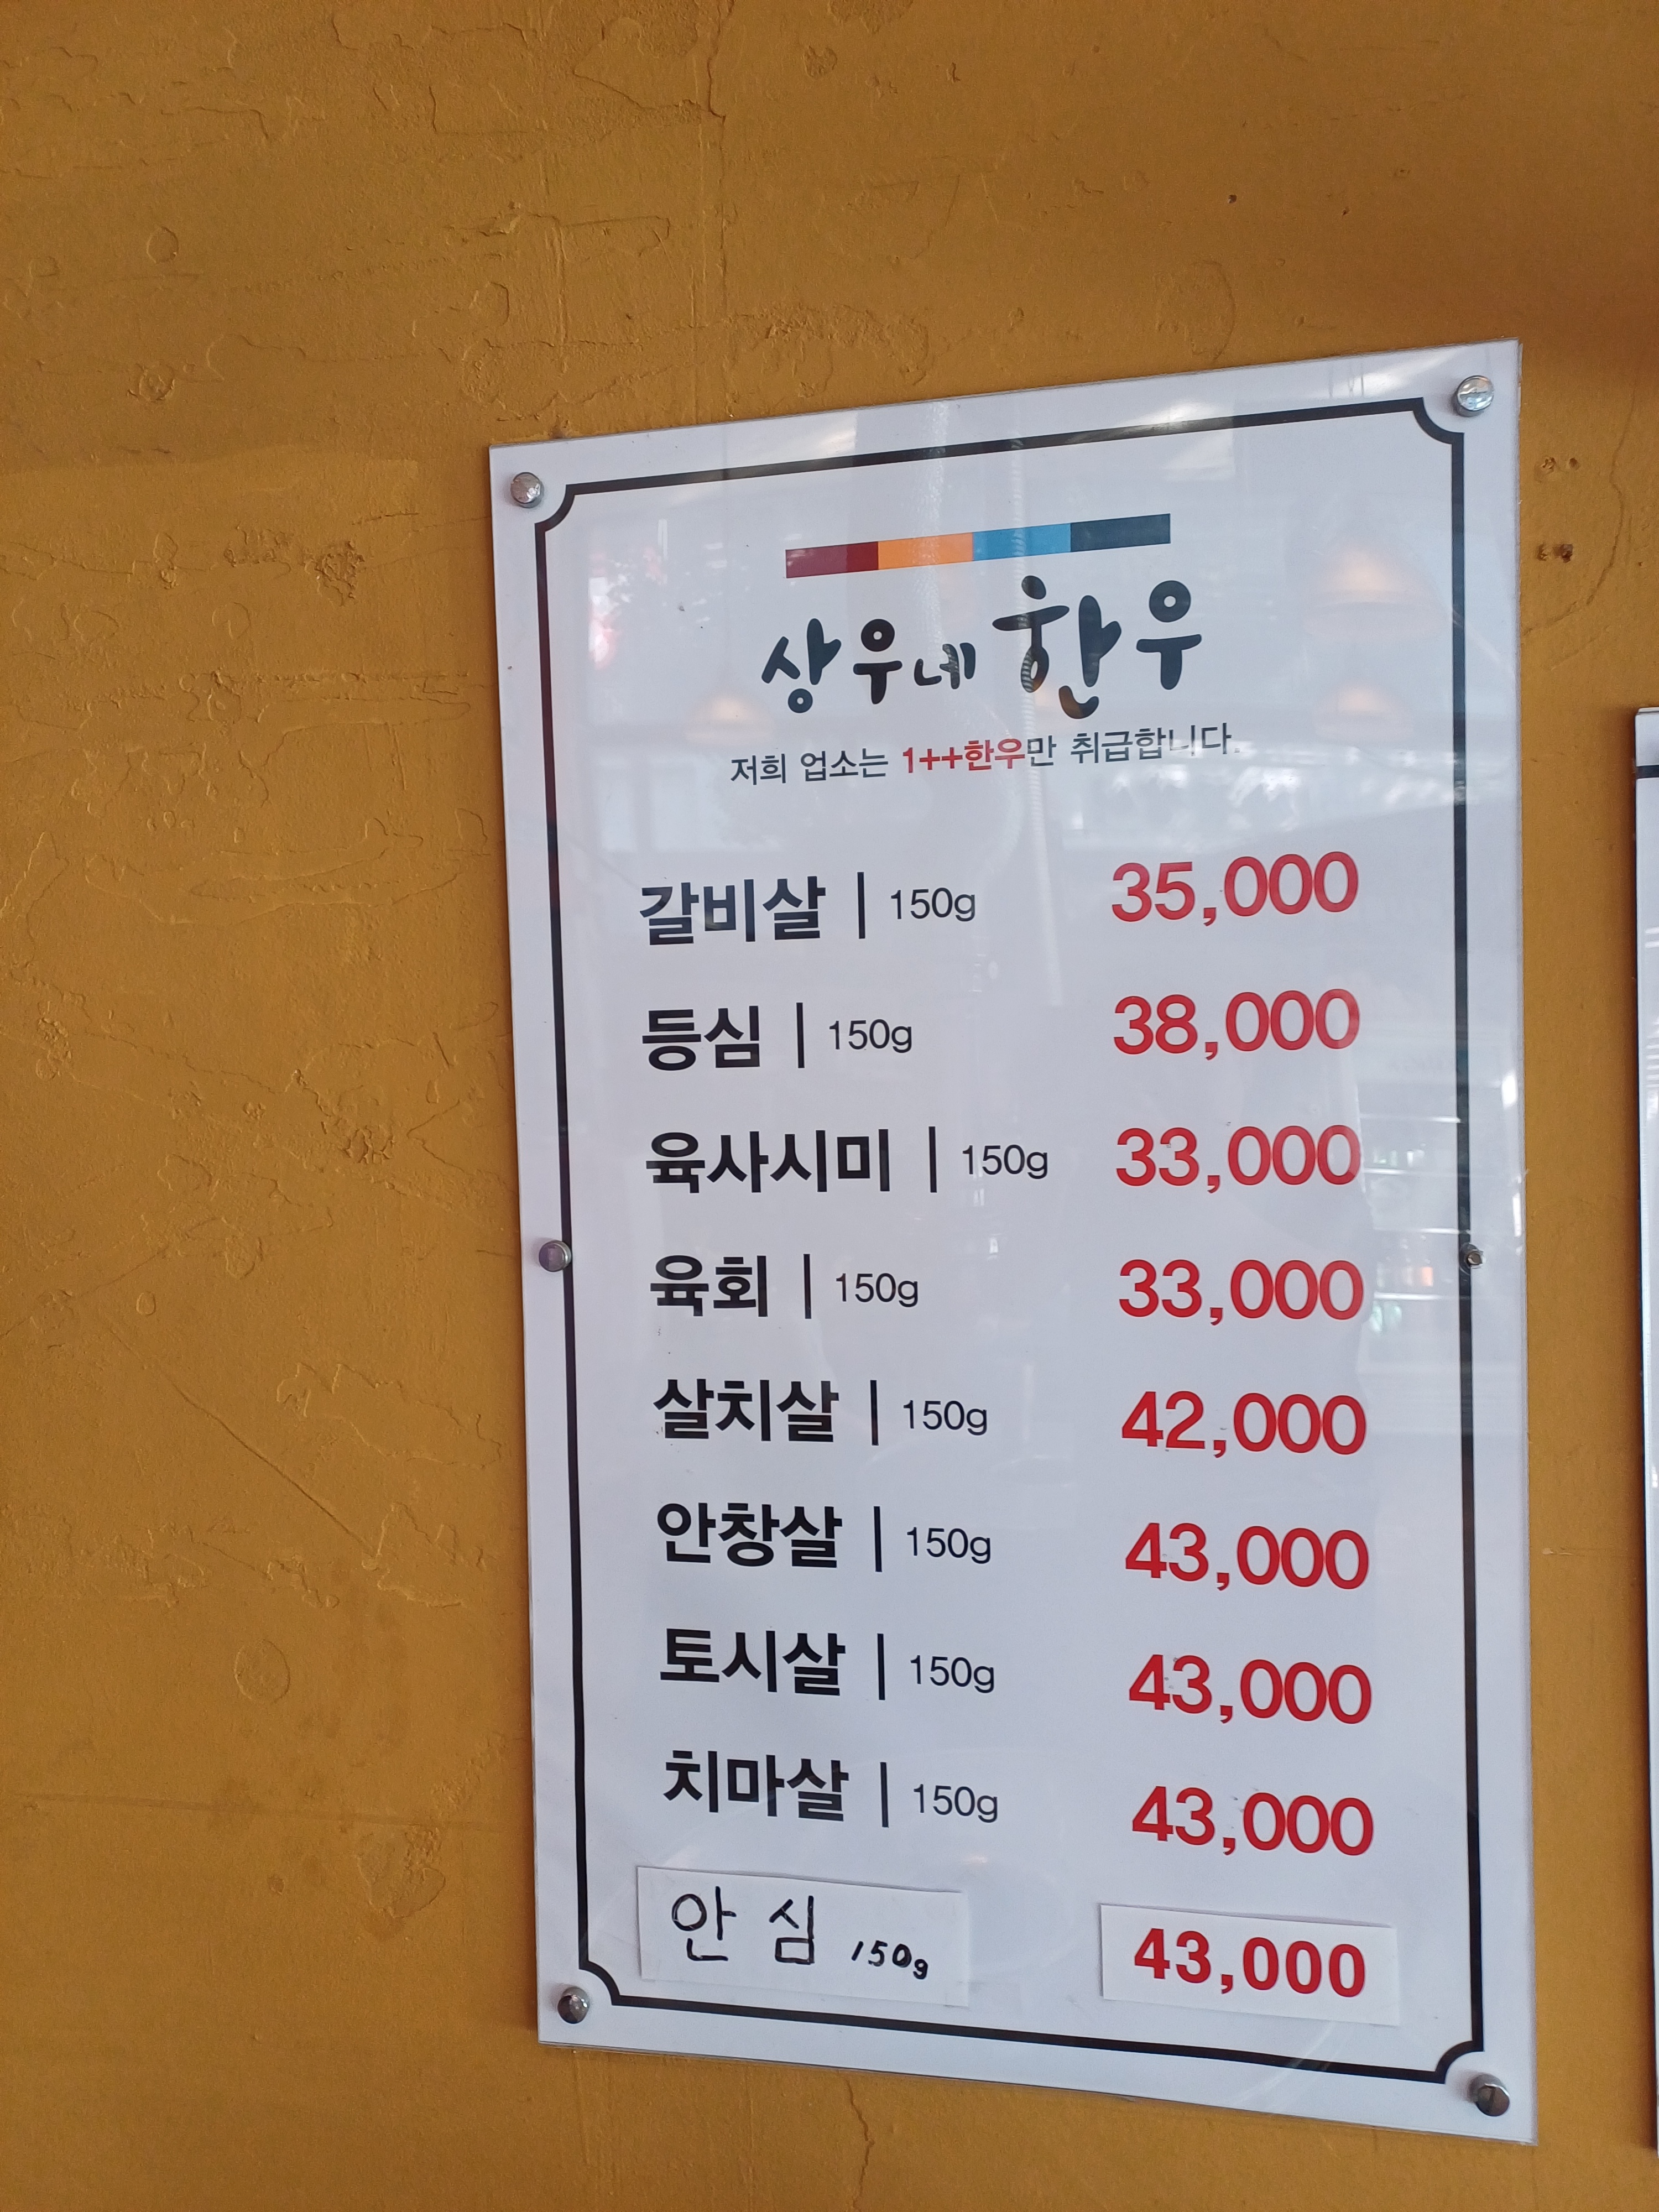 상우네 한우
저희 업소는 1++한우만 취급합니다.
갈비살 | 150g 35,000
등심 | 150g 38,000
육사시미 | 150g 33,000
육회 | 150g 33,000
살치살 | 150g 42,000
안창살 | 150g 43,000
토시살 | 150g 43,000
치마살 | 150g 43,000
안심 150g 43,000